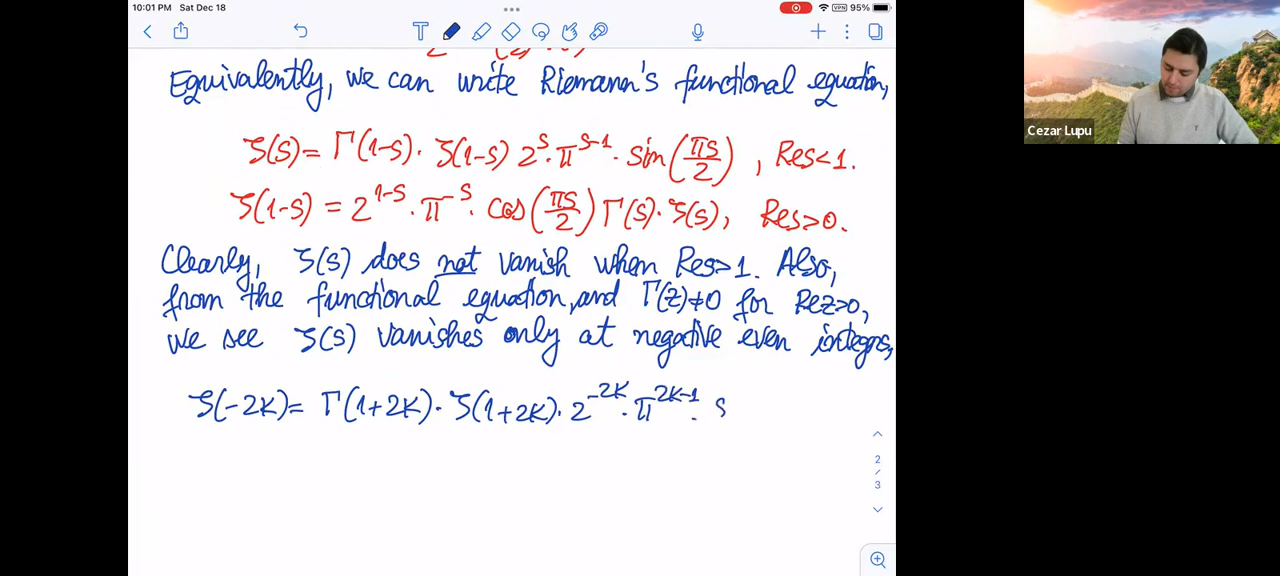 10:01 PM Sat Dec 18
VPN 95%
Equivalently, we can write Riemann's functional equation,
ζ(s)= Γ(1-s)· ζ(1-s) 2^s· π^{s-1}· sin(πs/2), Res<1.
ζ(1-s) = 2^{1-s}· π^{-s}· cos(πs/2) Γ(s)· ζ(s), Res>0.
Clearly, ζ(s) does not vanish when Res>1. Also,
from the functional equation, and Γ(z)≠0 for Rez>0,
we see ζ(s) vanishes only at negative even integers,
ζ(-2k)= Γ(1+2k)· ζ(1+2k)· 2^{-2k}· π^{2k-1}· s
2
/
3
Cezar Lupu